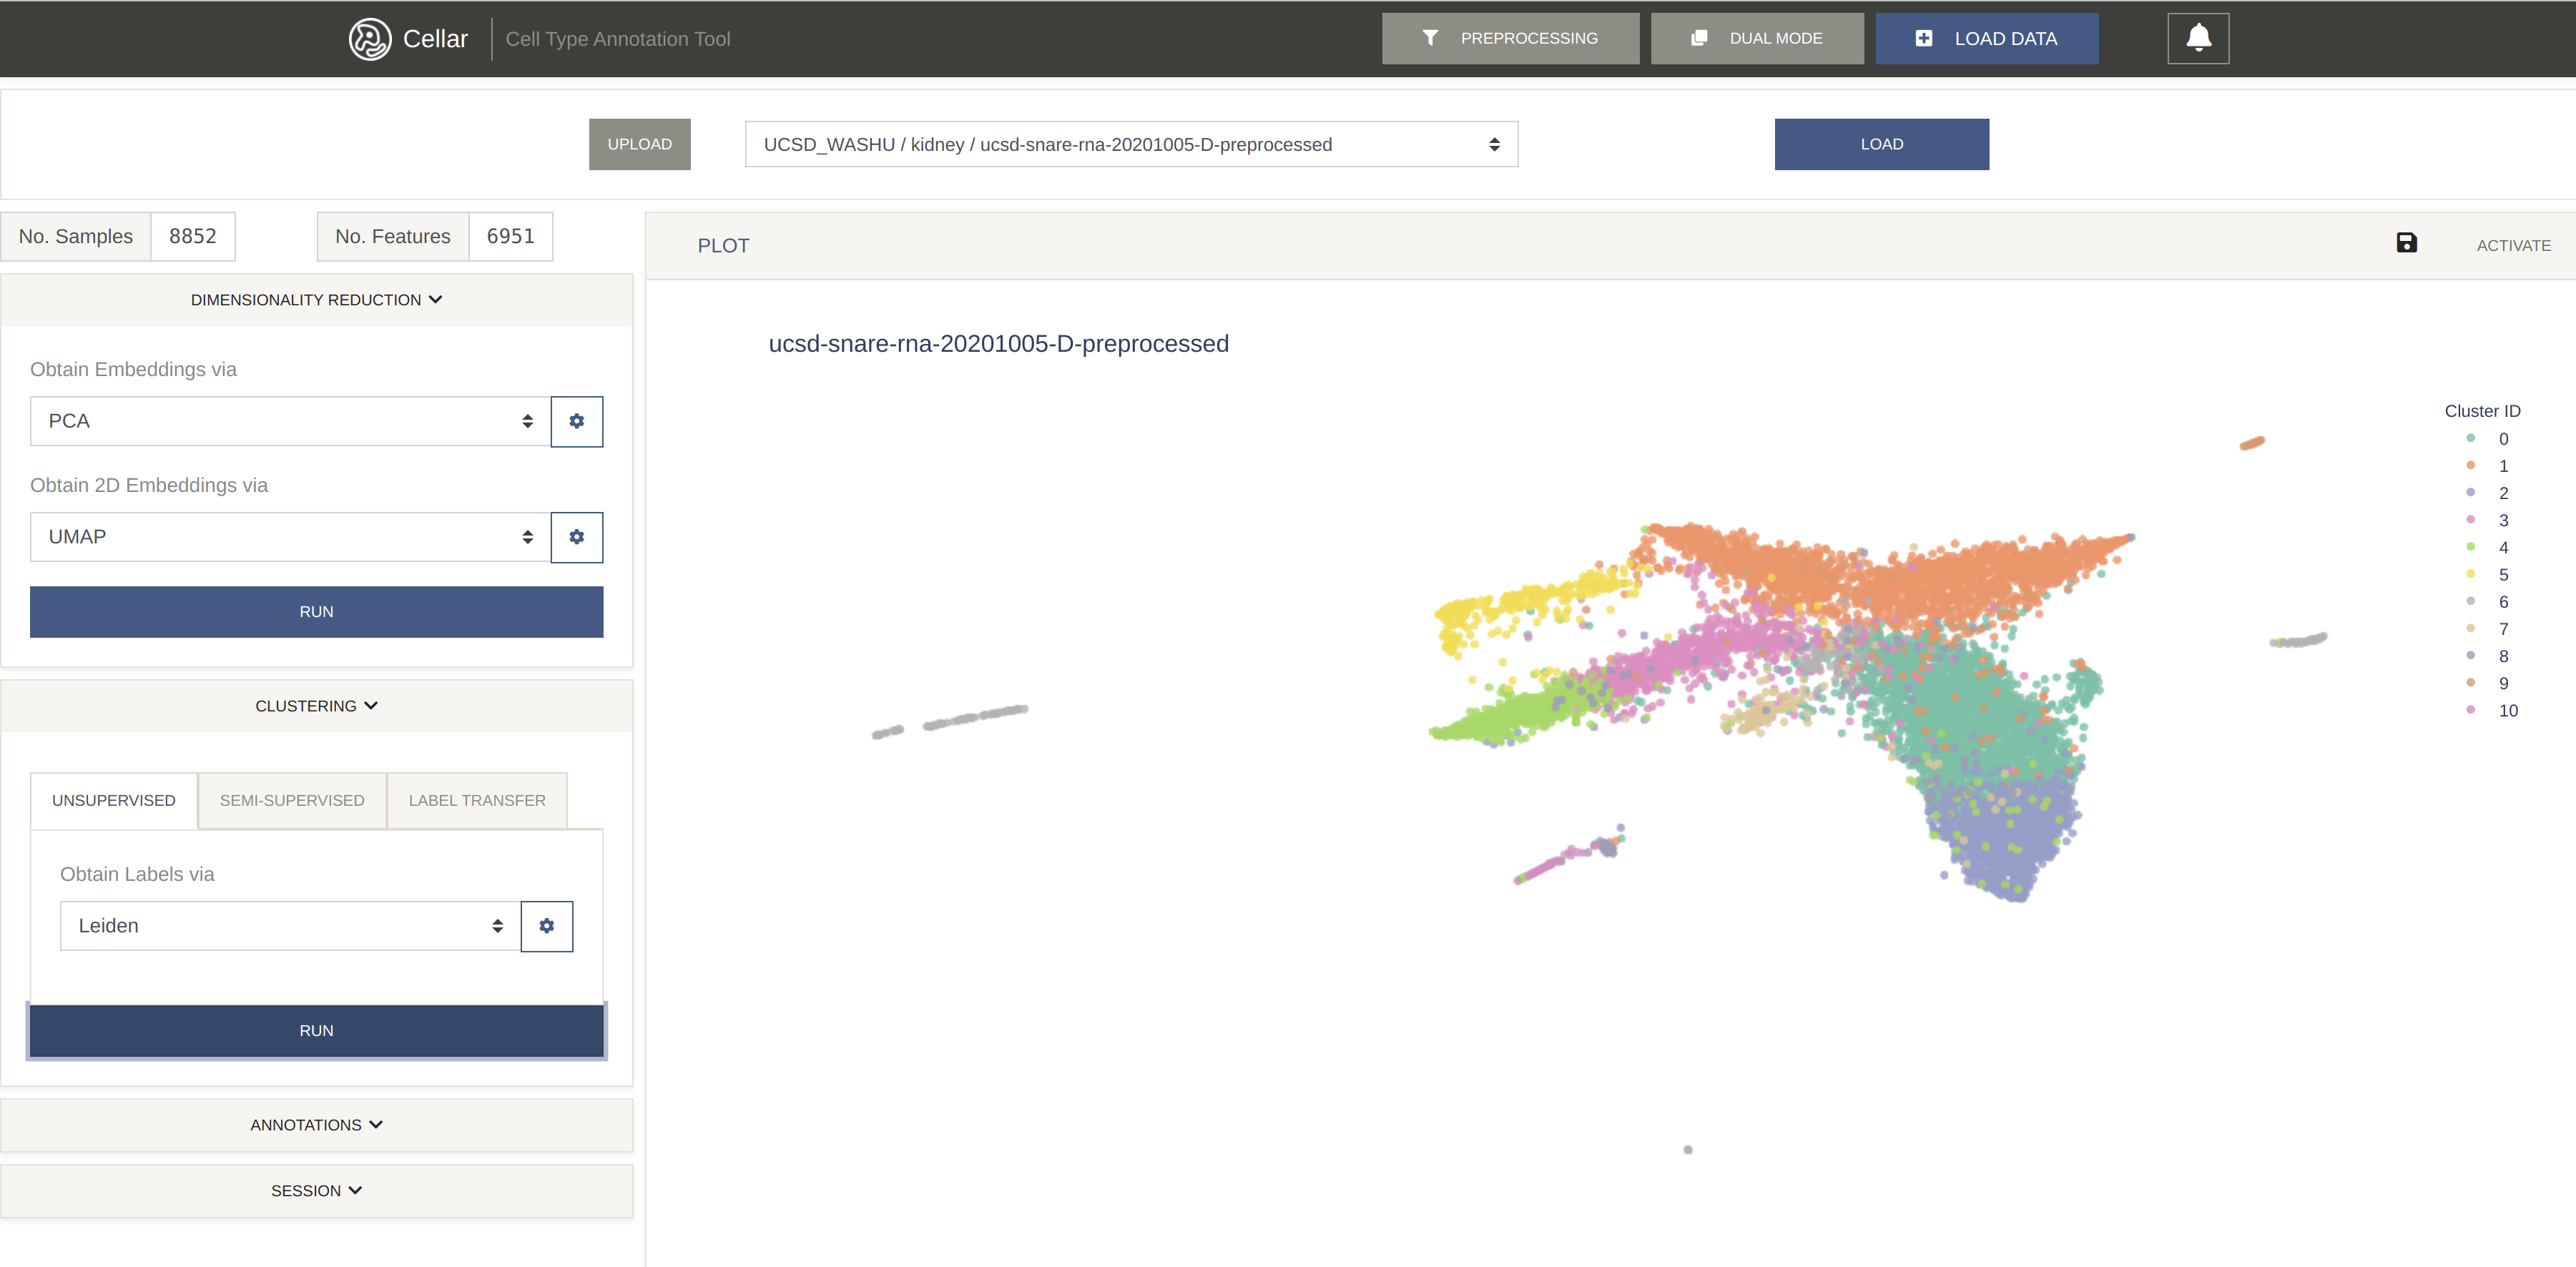 Cellar
Cell Type Annotation Tool
PREPROCESSING
DUAL MODE
LOAD DATA
UPLOAD
UCSD_WASHU / kidney / ucsd-snare-rna-20201005-D-preprocessed
LOAD
No. Samples
8852
No. Features
6951
PLOT
ACTIVATE
DIMENSIONALITY REDUCTION
Obtain Embeddings via
PCA
Obtain 2D Embeddings via
UMAP
RUN
CLUSTERING
UNSUPERVISED
SEMI-SUPERVISED
LABEL TRANSFER
Obtain Labels via
Leiden
RUN
ANNOTATIONS
SESSION
ucsd-snare-rna-20201005-D-preprocessed
Cluster ID
0
1
2
3
4
5
6
7
8
9
10